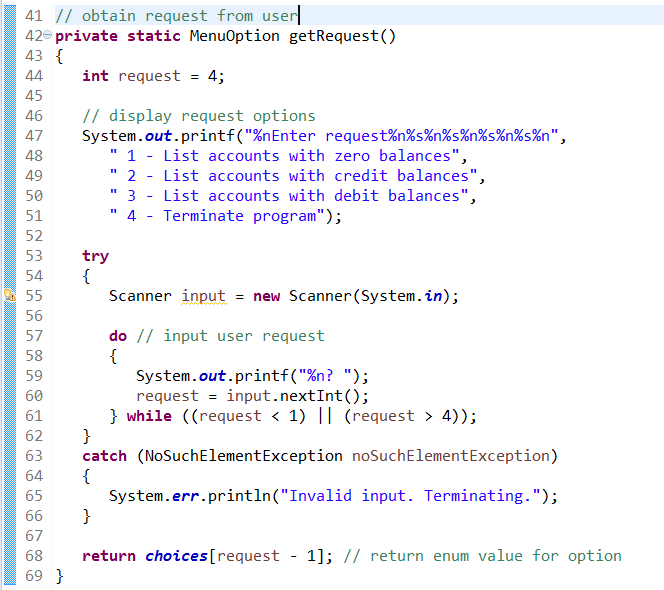 41 // obtain request from user
42 private static MenuOption getRequest()
43 {
44    int request = 4;
45
46    // display request options
47    System.out.printf("%nEnter request%n%s%n%s%n%s%n%s%n",
48       " 1 - List accounts with zero balances",
49       " 2 - List accounts with credit balances",
50       " 3 - List accounts with debit balances",
51       " 4 - Terminate program");
52
53    try
54    {
55       Scanner input = new Scanner(System.in);
56
57       do // input user request
58       {
59          System.out.printf("%n? ");
60          request = input.nextInt();
61       } while ((request < 1) || (request > 4));
62    }
63    catch (NoSuchElementException noSuchElementException)
64    {
65       System.err.println("Invalid input. Terminating.");
66    }
67
68    return choices[request - 1]; // return enum value for option
69 }